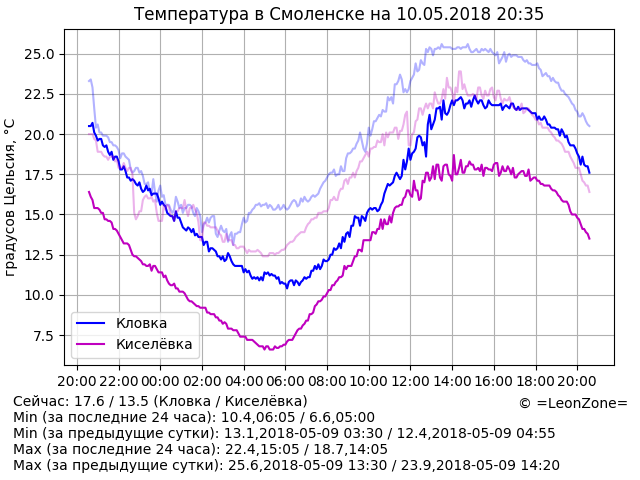 Температура в Смоленске на 10.05.2018 20:35
градусов Цельсия, °C
25.0
22.5
20.0
17.5
15.0
12.5
10.0
7.5
Кловка
Киселёвка
20:00 22:00 00:00 02:00 04:00 06:00 08:00 10:00 12:00 14:00 16:00 18:00 20:00
Сейчас: 17.6 / 13.5 (Кловка / Киселёвка)
© =LeonZone=
Min (за последние 24 часа): 10.4,06:05 / 6.6,05:00
Min (за предыдущие сутки): 13.1,2018-05-09 03:30 / 12.4,2018-05-09 04:55
Max (за последние 24 часа): 22.4,15:05 / 18.7,14:05
Max (за предыдущие сутки): 25.6,2018-05-09 13:30 / 23.9,2018-05-09 14:20